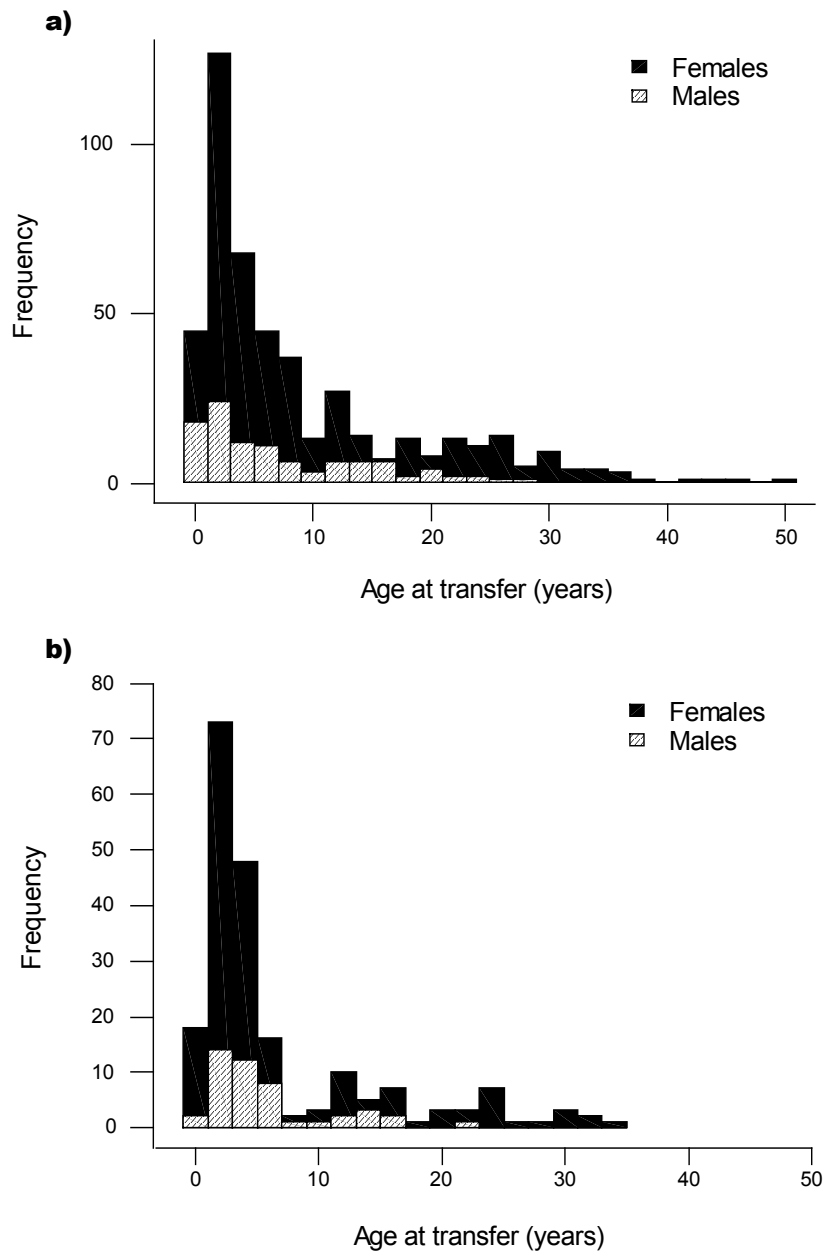 a)
Females
Males
100
50
0
Frequency
0 10 20 30 40 50
Age at transfer (years)
b)
Females
Males
80
70
60
50
40
30
20
10
0
Frequency
0 10 20 30 40 50
Age at transfer (years)